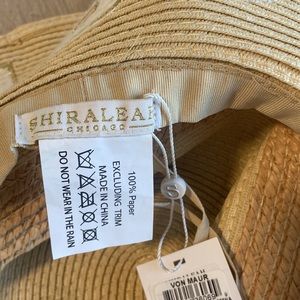 SHIRALEAH
CHICAGO
100% Paper
EXCLUDING TRIM
MADE IN CHINA
DO NOT WEAR IN THE RAIN
S
VON MAUR